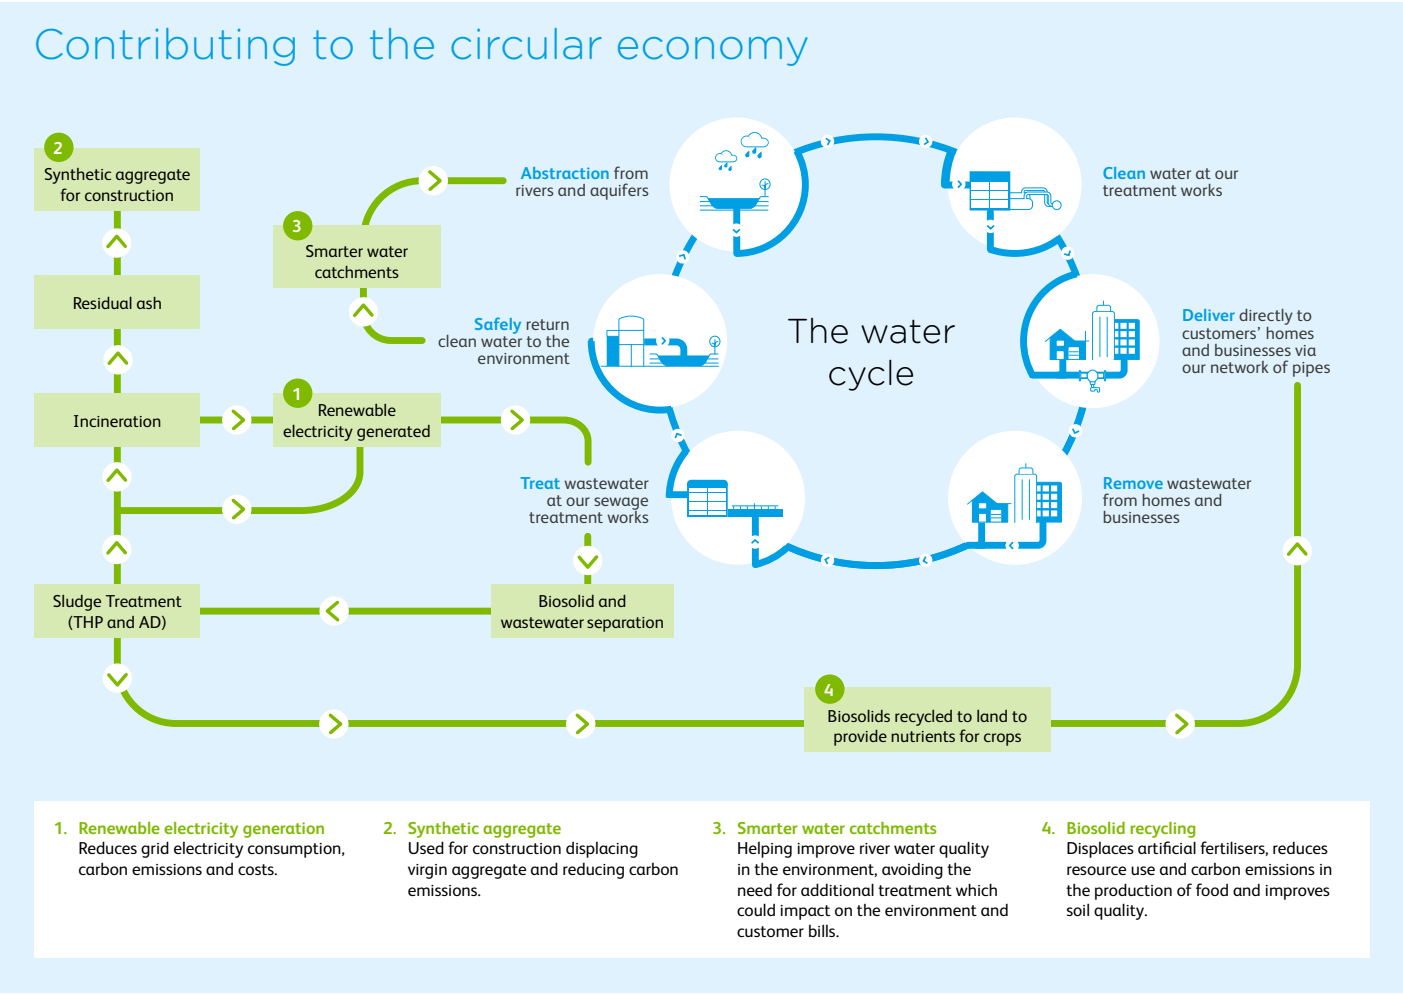 Contributing to the circular economy
2
Synthetic aggregate
for construction
Residual ash
Incineration
Sludge Treatment
(THP and AD)
3
Smarter water
catchments
1
Renewable
electricity generated
Biosolid and
wastewater separation
4
Biosolids recycled to land to
provide nutrients for crops
Abstraction from
rivers and aquifers
Safely return
clean water to the
environment
Treat wastewater
at our sewage
treatment works
The water
cycle
Clean water at our
treatment works
Deliver directly to
customers’ homes
and businesses via
our network of pipes
Remove wastewater
from homes and
businesses
1. Renewable electricity generation
Reduces grid electricity consumption,
carbon emissions and costs.
2. Synthetic aggregate
Used for construction displacing
virgin aggregate and reducing carbon
emissions.
3. Smarter water catchments
Helping improve river water quality
in the environment, avoiding the
need for additional treatment which
could impact on the environment and
customer bills.
4. Biosolid recycling
Displaces artificial fertilisers, reduces
resource use and carbon emissions in
the production of food and improves
soil quality.